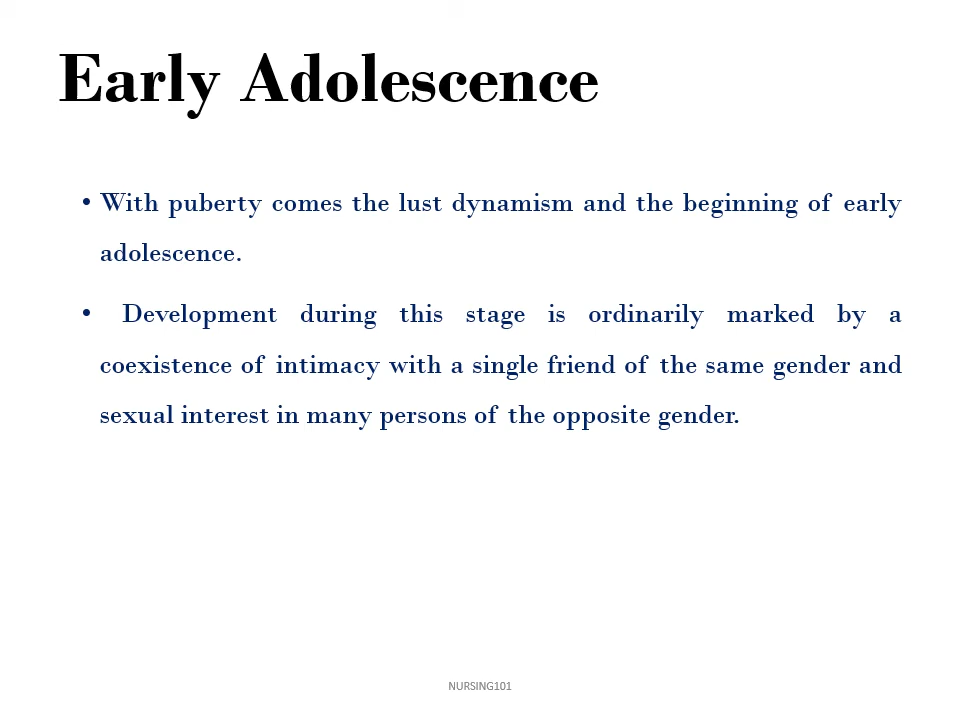 Early Adolescence
• With puberty comes the lust dynamism and the beginning of early
adolescence.
• Development during this stage is ordinarily marked by a
coexistence of intimacy with a single friend of the same gender and
sexual interest in many persons of the opposite gender.
NURSING101